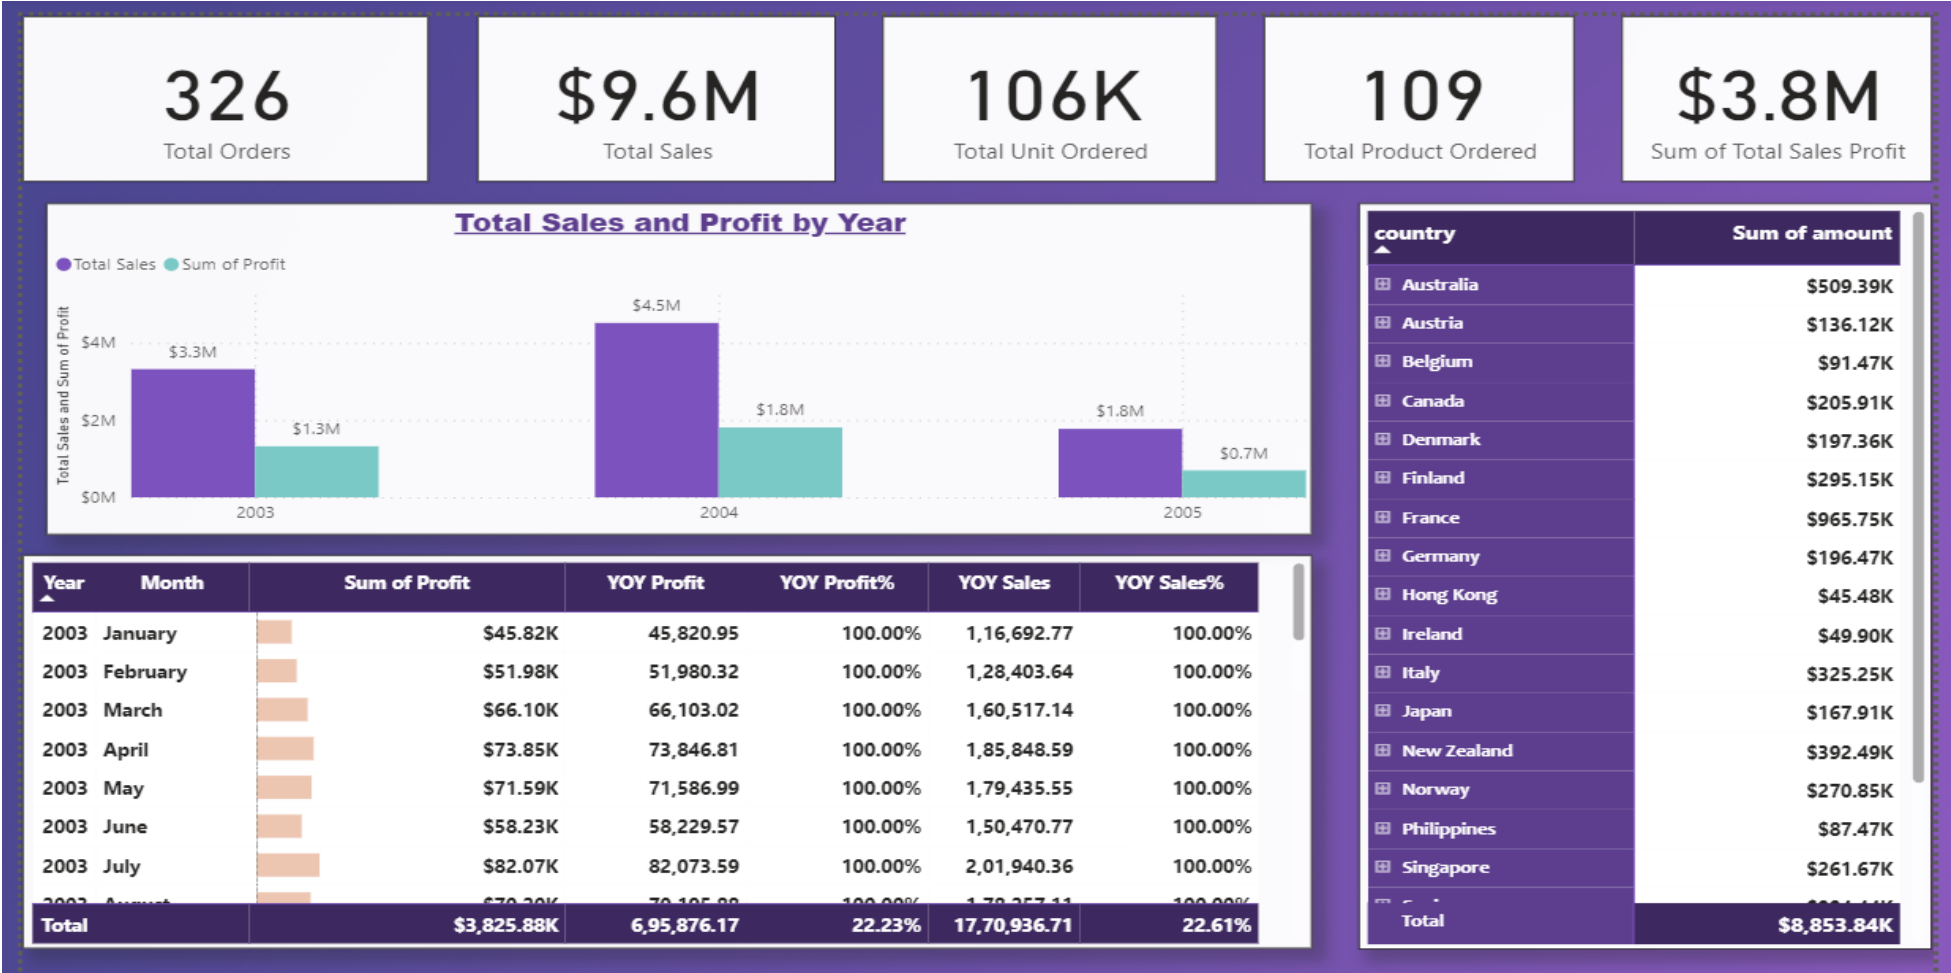 326
Total Orders
$9.6M
Total Sales
106K
Total Unit Ordered
109
Total Product Ordered
$3.8M
Sum of Total Sales Profit
Total Sales and Profit by Year
Total Sales Sum of Profit
Total Sales and Sum of Profit
$4M
$2M
$0M
$3.3M
$1.3M
$4.5M
$1.8M
$1.8M
$0.7M
2003 2004 2005
Year Month Sum of Profit YOY Profit YOY Profit% YOY Sales YOY Sales%
2003 January $45.82K 45,820.95 100.00% 1,16,692.77 100.00%
2003 February $51.98K 51,980.32 100.00% 1,28,403.64 100.00%
2003 March $66.10K 66,103.02 100.00% 1,60,517.14 100.00%
2003 April $73.85K 73,846.81 100.00% 1,85,848.59 100.00%
2003 May $71.59K 71,586.99 100.00% 1,79,435.55 100.00%
2003 June $58.23K 58,229.57 100.00% 1,50,470.77 100.00%
2003 July $82.07K 82,073.59 100.00% 2,01,940.36 100.00%
2003 August 100.00% 100.00%
Total $3,825.88K 6,95,876.17 22.23% 17,70,936.71 22.61%
country Sum of amount
Australia $509.39K
Austria $136.12K
Belgium $91.47K
Canada $205.91K
Denmark $197.36K
Finland $295.15K
France $965.75K
Germany $196.47K
Hong Kong $45.48K
Ireland $49.90K
Italy $325.25K
Japan $167.91K
New Zealand $392.49K
Norway $270.85K
Philippines $87.47K
Singapore $261.67K
Total $8,853.84K